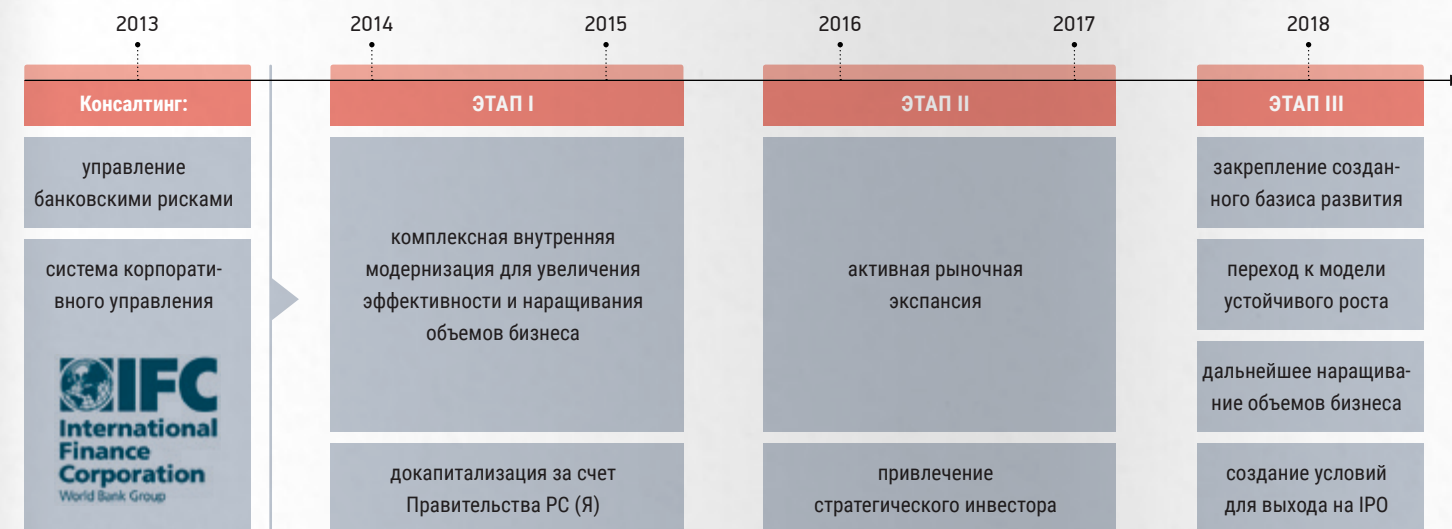 2013
2014
2015
2016
2017
2018
Консалтинг:
управление
банковскими рисками
система корпорати-
вного управления
IFC
International
Finance
Corporation
World Bank Group
ЭТАП I
комплексная внутренняя
модернизация для увеличения
эффективности и наращивания
объемов бизнеса
докапитализация за счет
Правительства РС (Я)
ЭТАП II
активная рыночная
экспансия
привлечение
стратегического инвестора
ЭТАП III
закрепление создан-
ного базиса развития
переход к модели
устойчивого роста
дальнейшее наращива-
ние объемов бизнеса
создание условий
для выхода на IPO